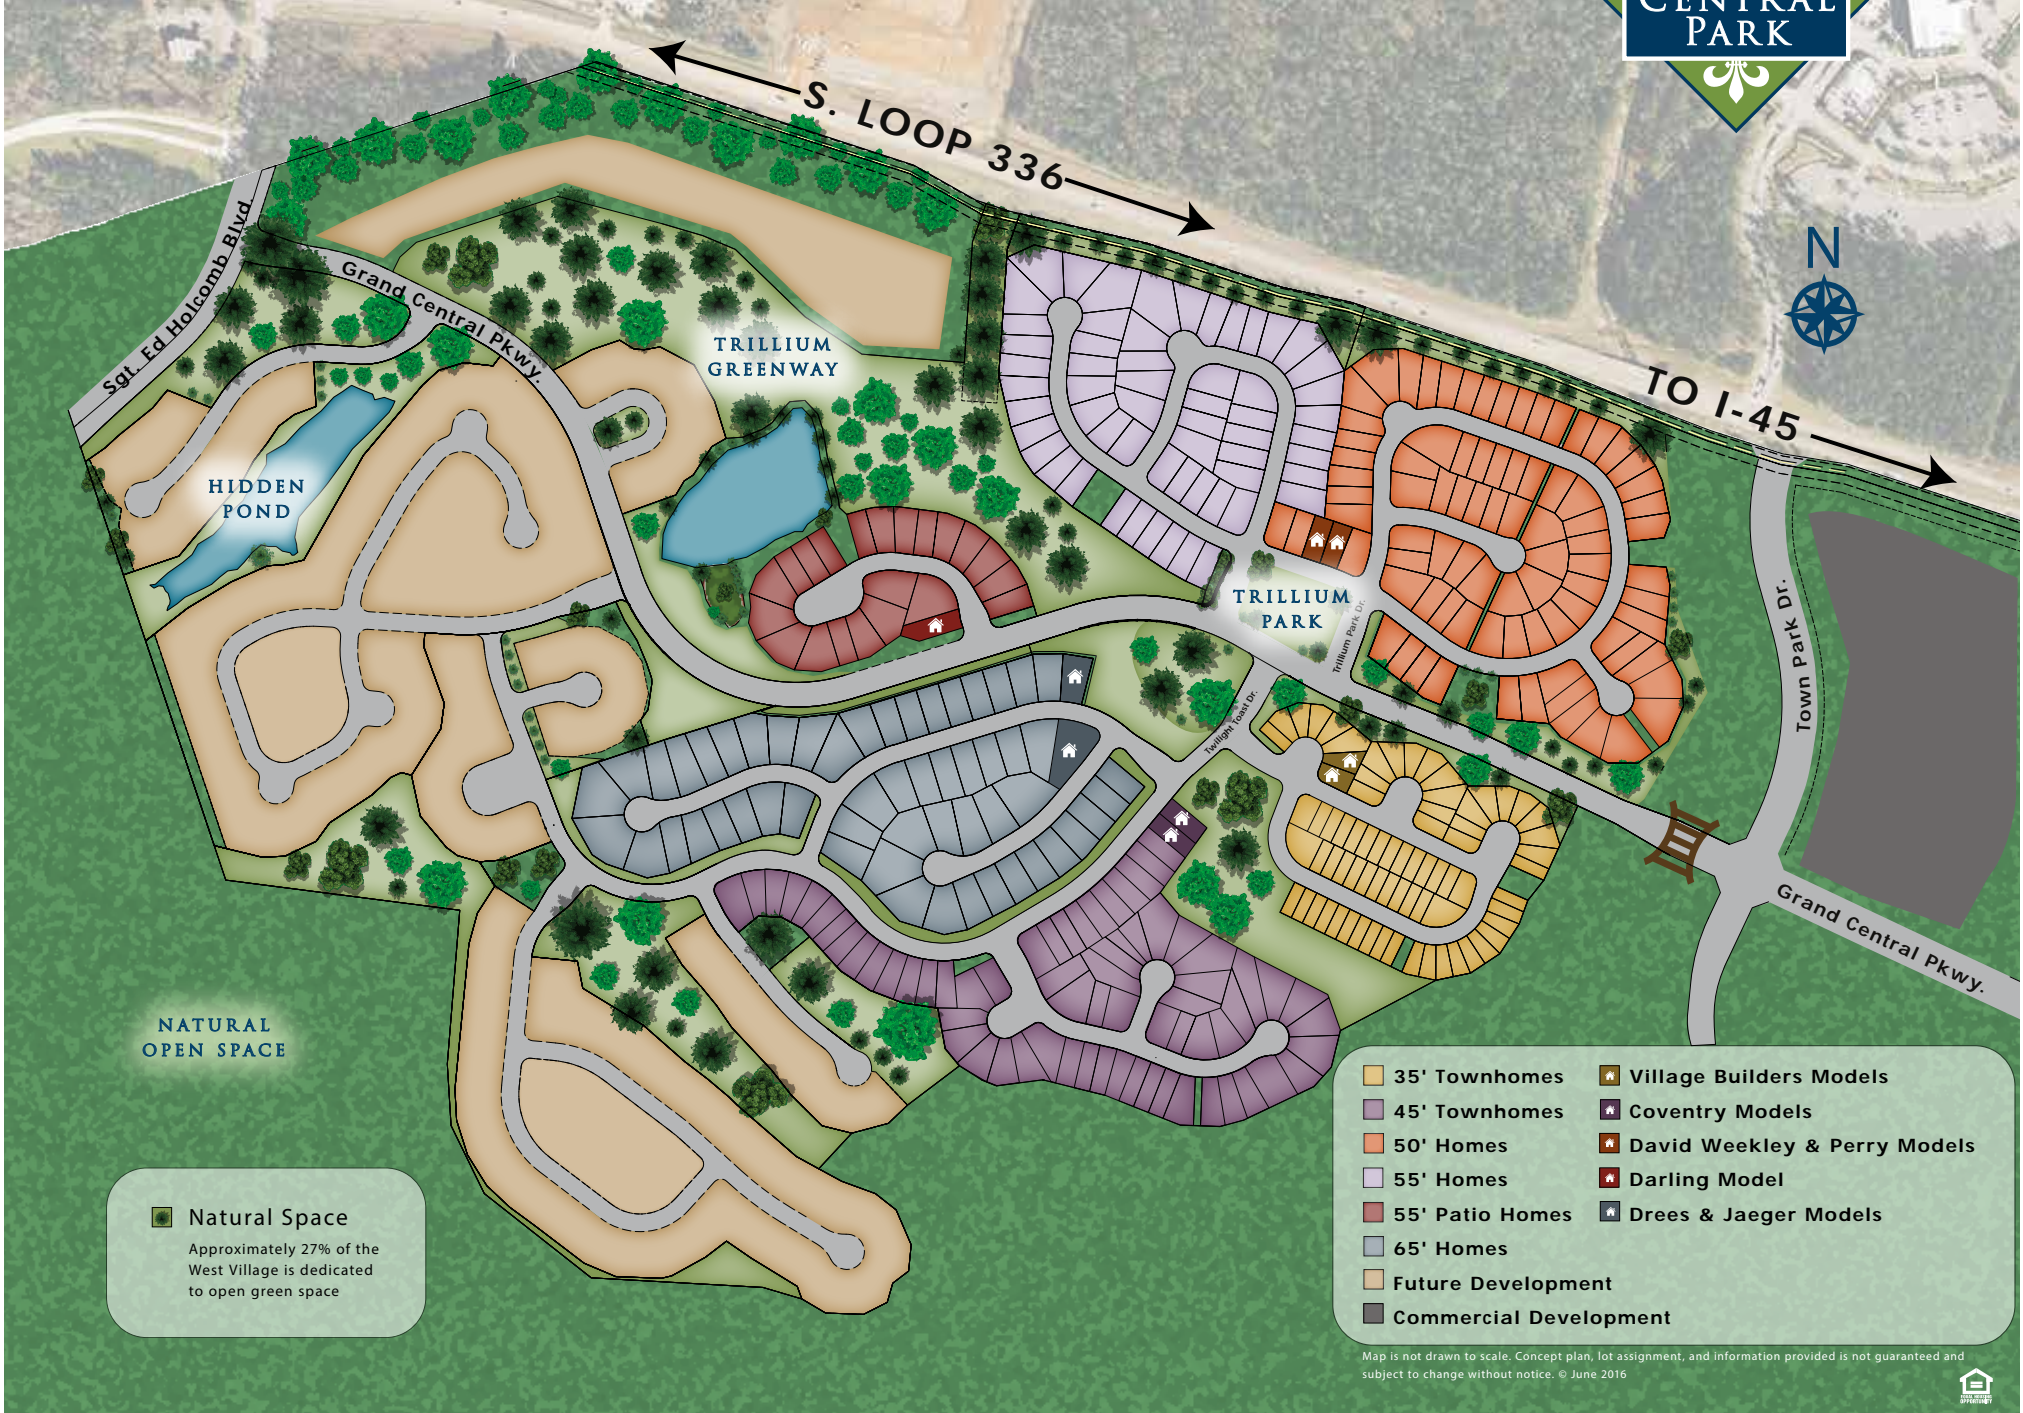 CENTRAL
PARK
S. LOOP 336
N
TO I-45
Sgt. Ed Holcomb Blvd.
Grand Central Pkwy.
TRILLIUM
GREENWAY
HIDDEN
POND
TRILLIUM
PARK
Trillium Park Dr.
Twilight Toast Dr.
Town Park Dr.
Grand Central Pkwy.
NATURAL
OPEN SPACE
Natural Space
Approximately 27% of the
West Village is dedicated
to open green space
35' Townhomes
45' Townhomes
50' Homes
55' Homes
55' Patio Homes
65' Homes
Future Development
Commercial Development
Village Builders Models
Coventry Models
David Weekley & Perry Models
Darling Model
Drees & Jaeger Models
Map is not drawn to scale. Concept plan, lot assignment, and information provided is not guaranteed and
subject to change without notice. © June 2016
EQUAL HOUSING
OPPORTUNITY